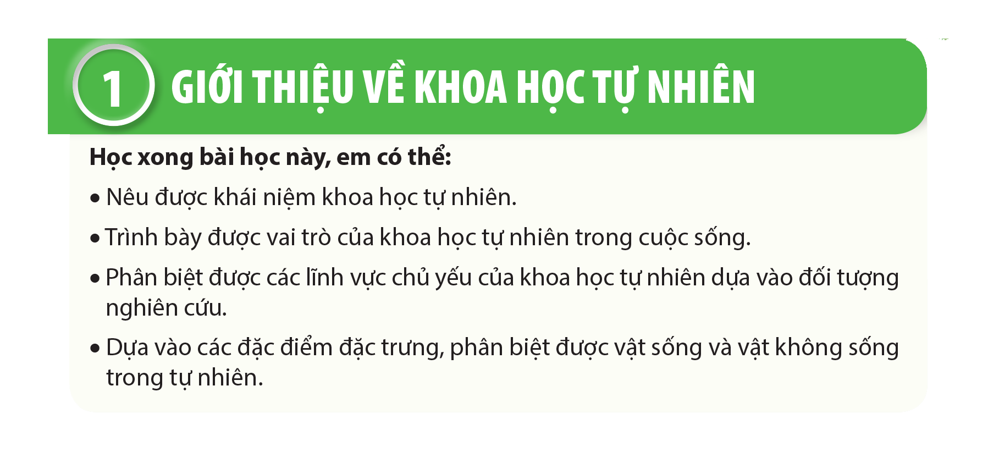 1
GIỚI THIỆU VỀ KHOA HỌC TỰ NHIÊN
Học xong bài học này, em có thể:
• Nêu được khái niệm khoa học tự nhiên.
• Trình bày được vai trò của khoa học tự nhiên trong cuộc sống.
• Phân biệt được các lĩnh vực chủ yếu của khoa học tự nhiên dựa vào đối tượng
nghiên cứu.
• Dựa vào các đặc điểm đặc trưng, phân biệt được vật sống và vật không sống
trong tự nhiên.